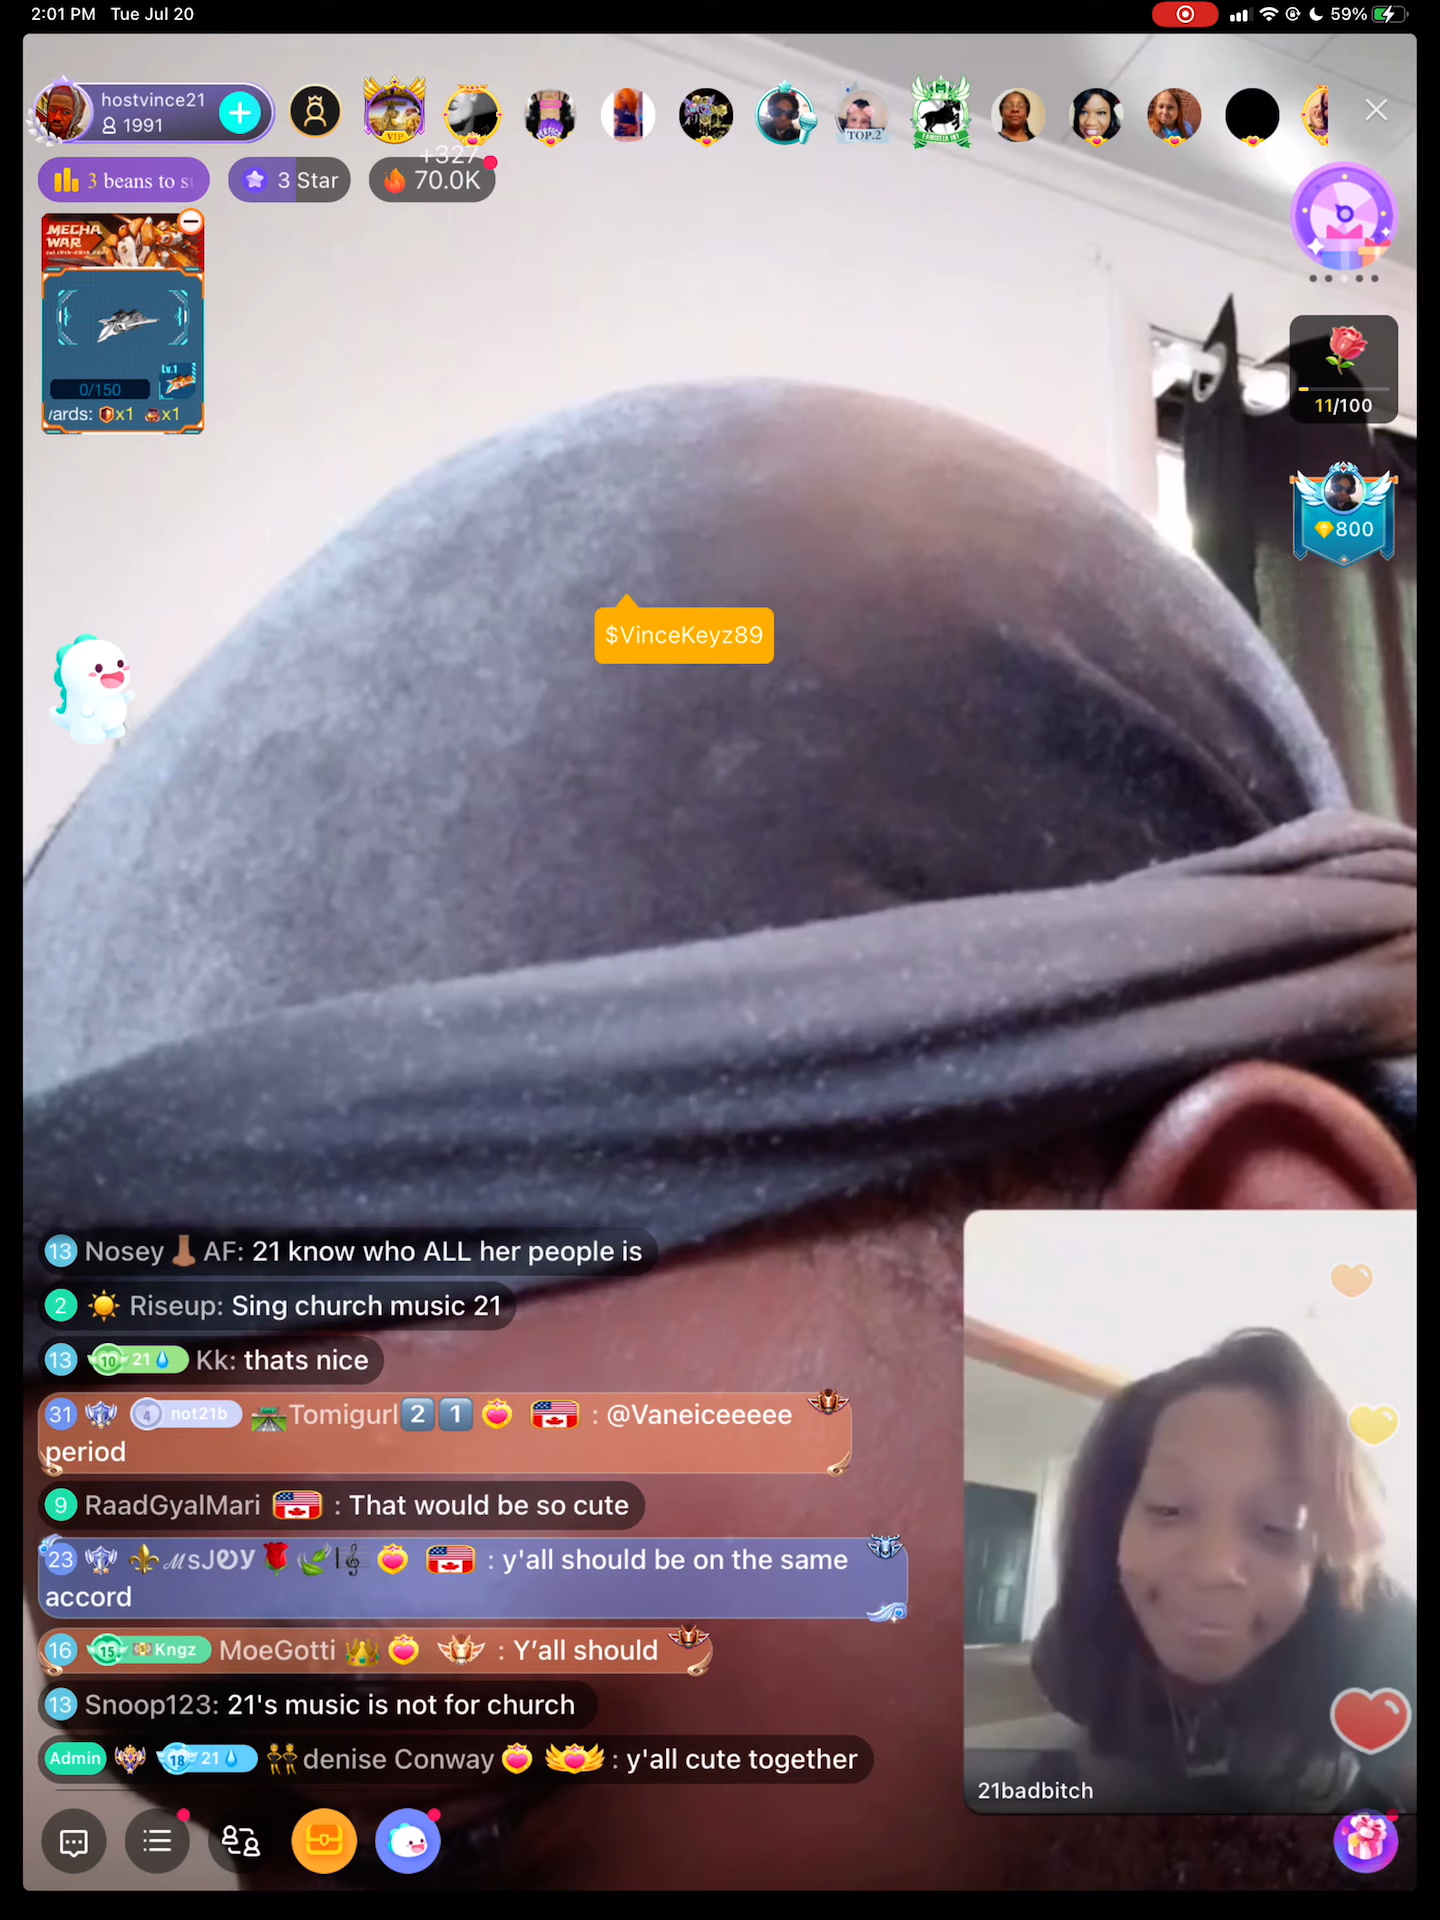 2:01 PM Tue Jul 20
59%
hostvince21
1991
VIP
TOP.2
+327
3 beans to
3 Star
70.0K
MECHA
WAR
Lv.1
0/150
x1 x1
11/100
800
$VinceKeyz89
13 Nosey AF: 21 know who ALL her people is
2 Riseup: Sing church music 21
13 10 21 Kk: thats nice
31 4 not21b Tomigurl 2 1 : @Vaneiceeeee
period
9 RaadGyalMari : That would be so cute
23 ℳsJOY : y'all should be on the same
accord
16 15 Kngz MoeGotti : Y'all should
13 Snoop123: 21's music is not for church
Admin 18 21 denise Conway : y'all cute together
21badbitch